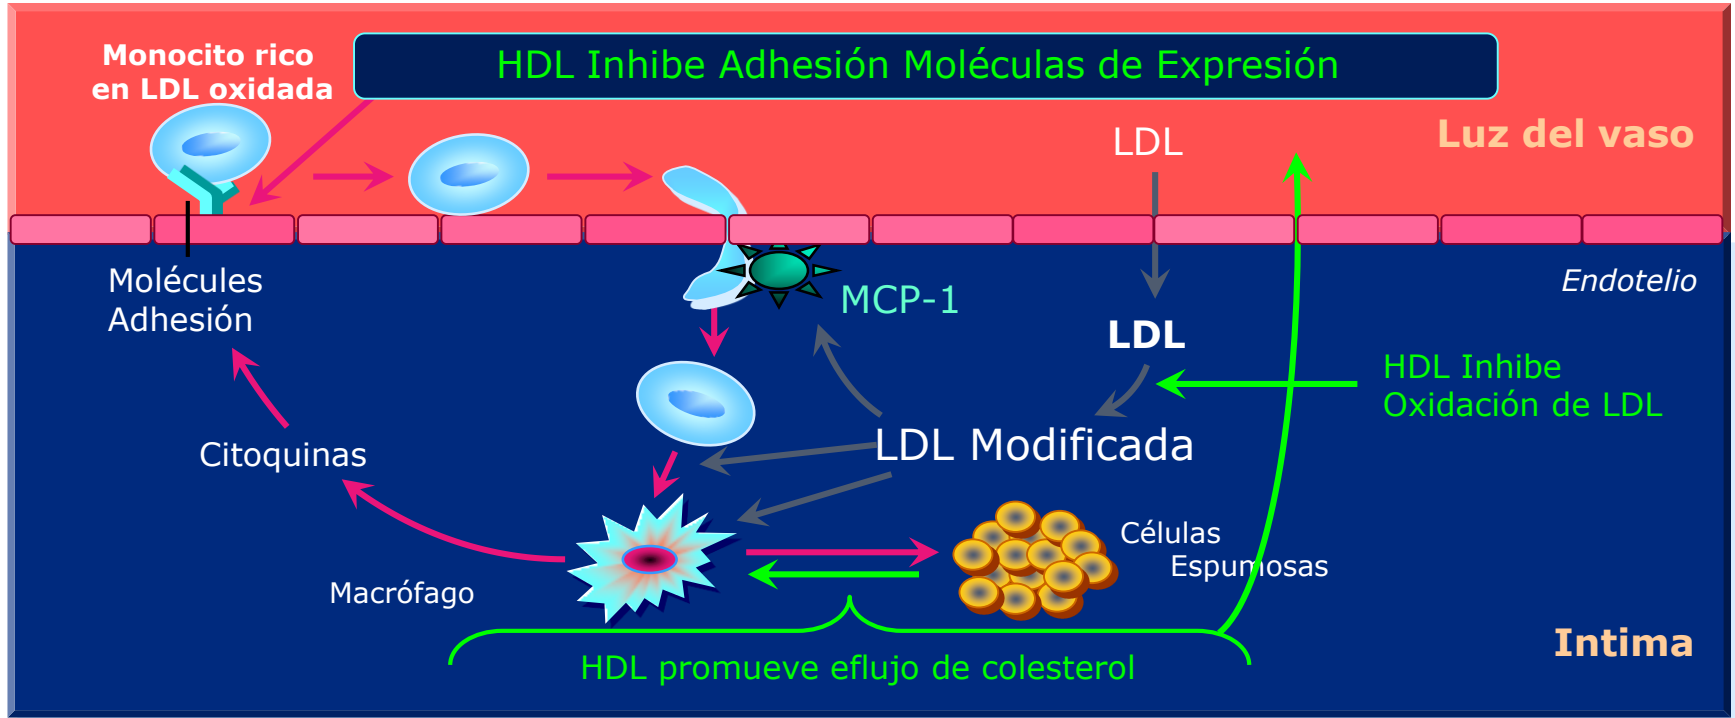 Monocito rico
en LDL oxidada
HDL Inhibe Adhesión Moléculas de Expresión
LDL
Luz del vaso
Molécules
Adhesión
MCP-1
Endotelio
LDL
HDL Inhibe
Oxidación de LDL
LDL Modificada
Citoquinas
Células
Espumosas
Macrófago
Intima
HDL promueve eflujo de colesterol